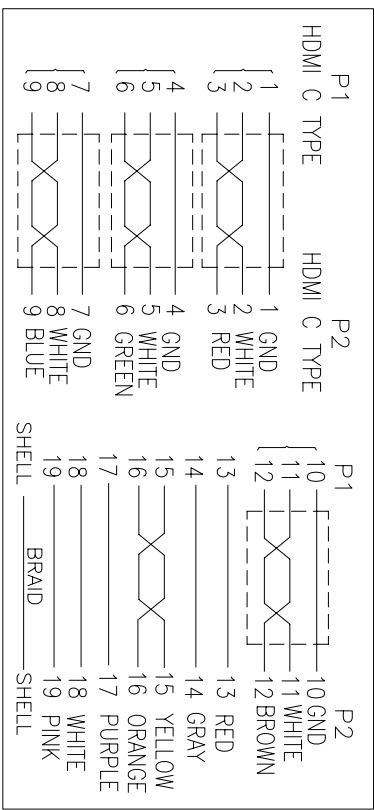 P1 P2
HDMI C TYPE HDMI C TYPE
1 1 GND
2 2 WHITE
3 3 RED
4 4 GND
5 5 WHITE
6 6 GREEN
7 7 GND
8 8 WHITE
9 9 BLUE
P1 P2
10 10 GND
11 11 WHITE
12 12 BROWN
13 13 RED
14 14 GRAY
15 15 YELLOW
16 16 ORANGE
17 17 PURPLE
18 18 WHITE
19 19 PINK
SHELL BRAID SHELL